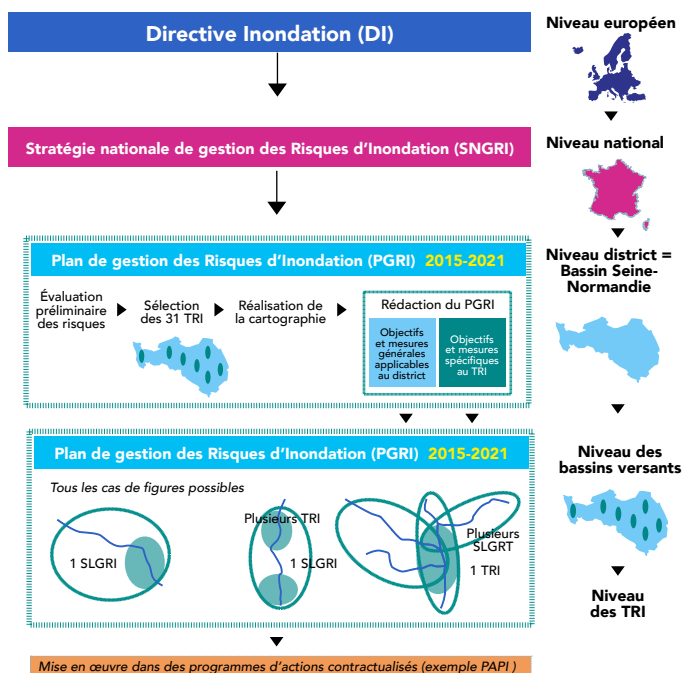 Directive Inondation (DI)
Niveau européen
Stratégie nationale de gestion des Risques d’Inondation (SNGRI)
Niveau national
Plan de gestion des Risques d’Inondation (PGRI) 2015-2021
Niveau district =
Bassin Seine-
Normandie
Évaluation
préliminaire
des risques
Sélection
des 31 TRI
Réalisation de
la cartographie
Rédaction du PGRI
Objectifs
et mesures
générales
applicables
au district
Objectifs
et mesures
spécifiques
au TRI
Plan de gestion des Risques d’Inondation (PGRI) 2015-2021
Niveau des
bassins versants
Tous les cas de figures possibles
1 SLGRI
Plusieurs TRI
1 SLGRI
Plusieurs
SLGRT
1 TRI
Niveau
des TRI
Mise en œuvre dans des programmes d’actions contractualisés (exemple PAPI )